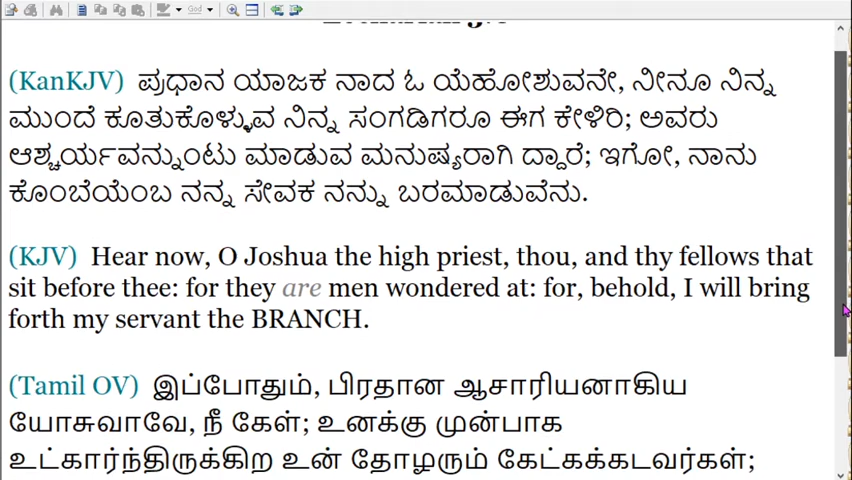 (KanKJV) ಪ್ರಧಾನ ಯಾಜಕ ನಾದ ಓ ಯೆಹೋಶುವನೇ, ನೀನೂ ನಿನ್ನ
ಮುಂದೆ ಕೂತುಕೊಳ್ಳುವ ನಿನ್ನ ಸಂಗಡಿಗರೂ ಈಗ ಕೇಳಿರಿ; ಅವರು
ಆಶ್ಚರ್ಯವನ್ನುಂಟು ಮಾಡುವ ಮನುಷ್ಯರಾಗಿ ದ್ದಾರೆ; ಇಗೋ, ನಾನು
ಕೊಂಬೆಯೆಂಬ ನನ್ನ ಸೇವಕ ನನ್ನು ಬರಮಾಡುವೆನು.
(KJV) Hear now, O Joshua the high priest, thou, and thy fellows that
sit before thee: for they are men wondered at: for, behold, I will bring
forth my servant the BRANCH.
(Tamil OV) இப்போதும், பிரதான ஆசாரியனாகிய
யோசுவாவே, நீ கேள்; உனக்கு முன்பாக
உட்கார்ந்திருக்கிற உன் தோழரும் கேட்கக்கடவர்கள்;